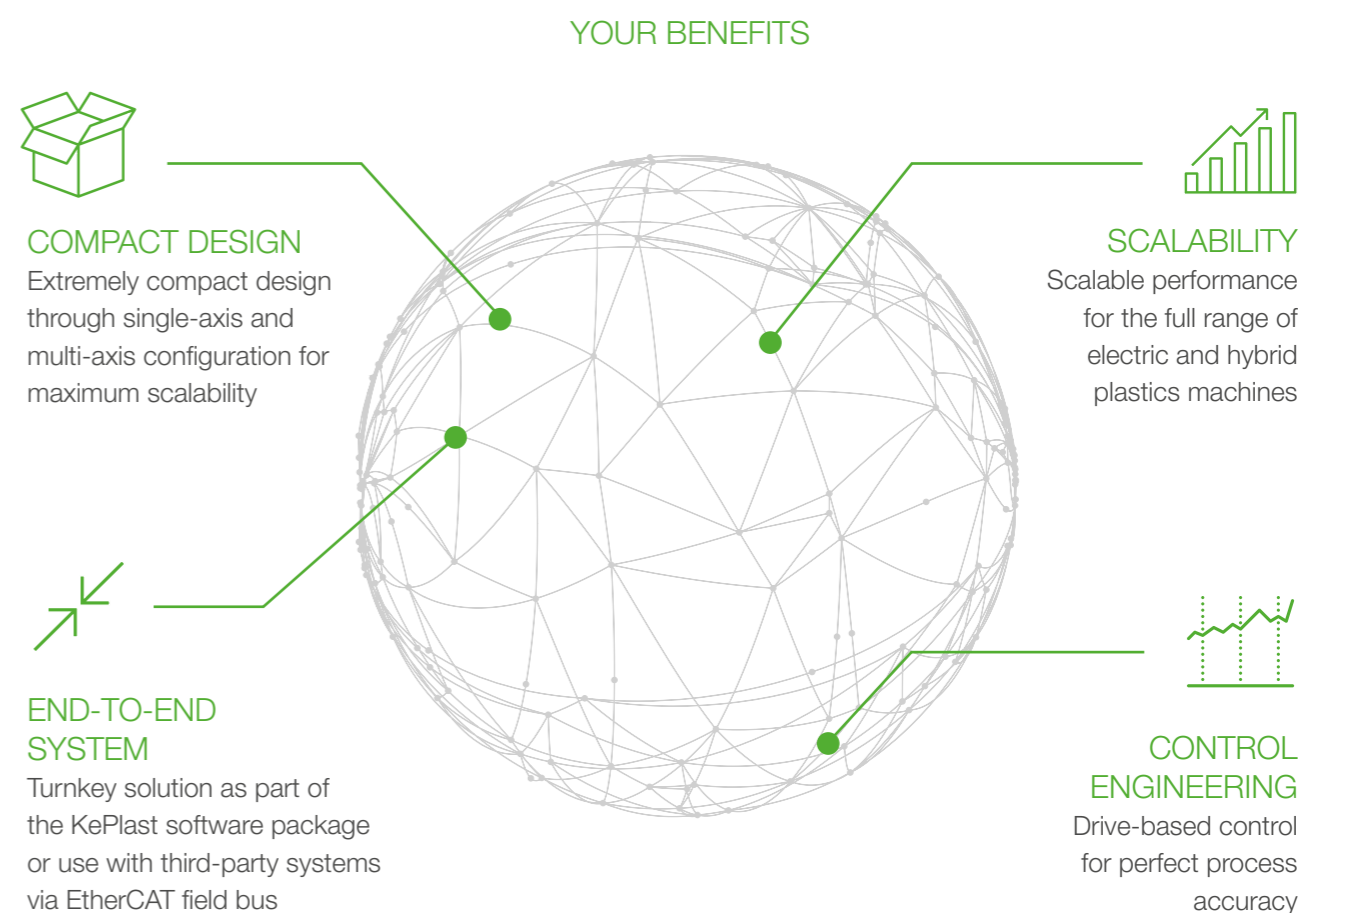 YOUR BENEFITS
COMPACT DESIGN
Extremely compact design
through single-axis and
multi-axis configuration for
maximum scalability
SCALABILITY
Scalable performance
for the full range of
electric and hybrid
plastics machines
END-TO-END
SYSTEM
Turnkey solution as part of
the KePlast software package
or use with third-party systems
via EtherCAT field bus
CONTROL
ENGINEERING
Drive-based control
for perfect process
accuracy